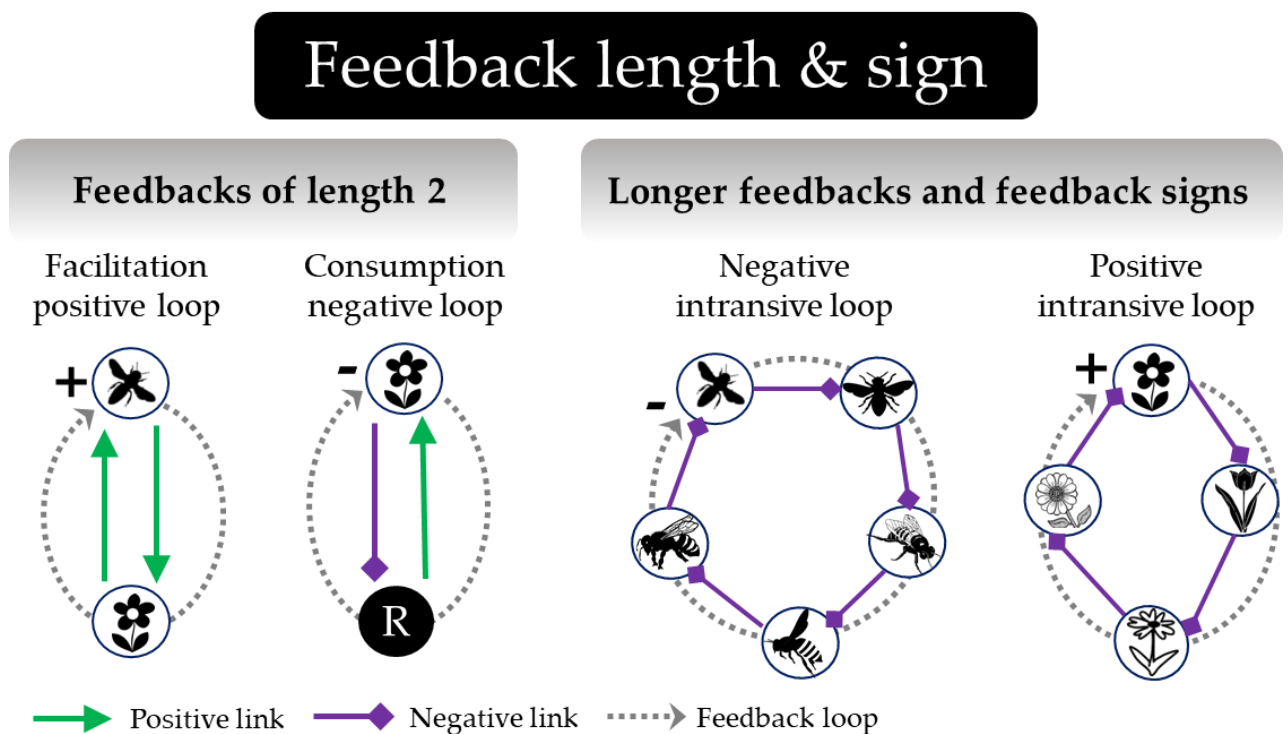 Feedback length & sign
Feedbacks of length 2
Longer feedbacks and feedback signs
Facilitation
positive loop
Consumption
negative loop
Negative
intransive loop
Positive
intransive loop
+
-
-
+
R
Positive link
Negative link
Feedback loop